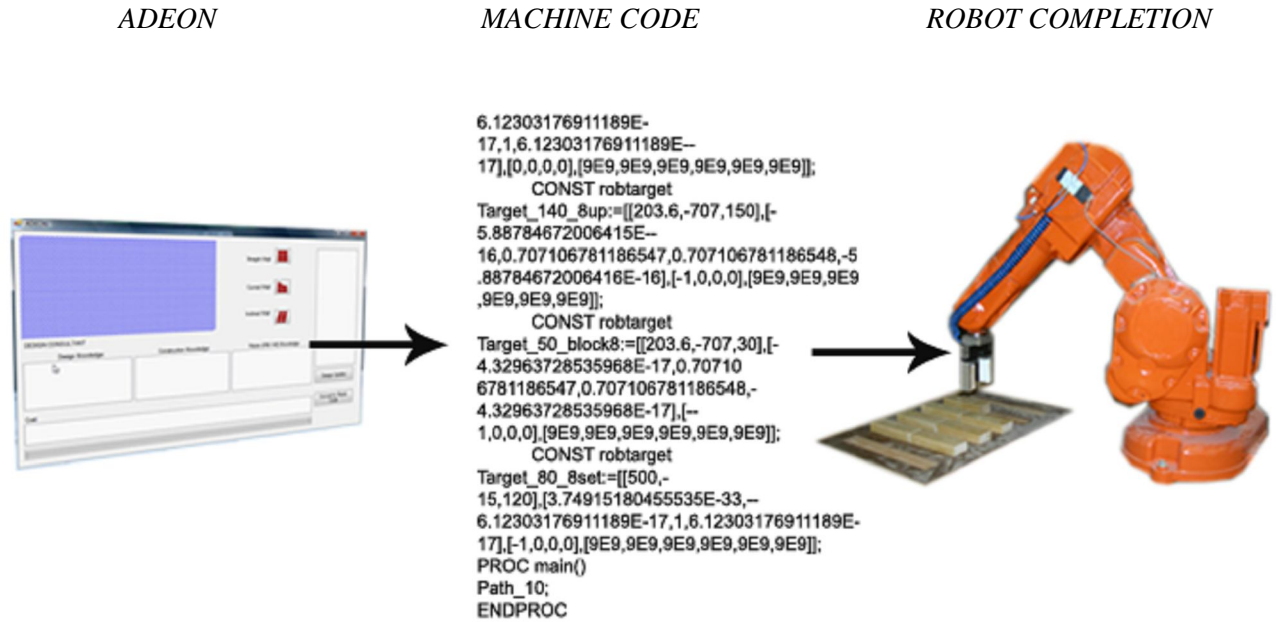 ADEON
MACHINE CODE
ROBOT COMPLETION
6.12303176911189E-
17,1,6.12303176911189E--
17],[0,0,0,0],[9E9,9E9,9E9,9E9,9E9,9E9]];
CONST robtarget
Target_140_8up:=[[203.6,-707,150],[-
5.88784672006415E--
16,0.707106781186547,0.707106781186548,-5
.88784672006416E-16],[-1,0,0,0],[9E9,9E9,9E9
,9E9,9E9,9E9]];
CONST robtarget
Target_50_block8:=[[203.6,-707,30],[-
4.32963728535968E-17,0.70710
6781186547,0.707106781186548,-
4.32963728535968E-17],[--
1,0,0,0],[9E9,9E9,9E9,9E9,9E9,9E9]];
CONST robtarget
Target_80_8set:=[[500,-
15,120],[3.74915180455535E-33,--
6.12303176911189E-17,1,6.12303176911189E-
17],[-1,0,0,0],[9E9,9E9,9E9,9E9,9E9,9E9]];
PROC main()
Path_10;
ENDPROC
DESIGN CONSULTANT
Design Knowledge
Construction Knowledge
Cost